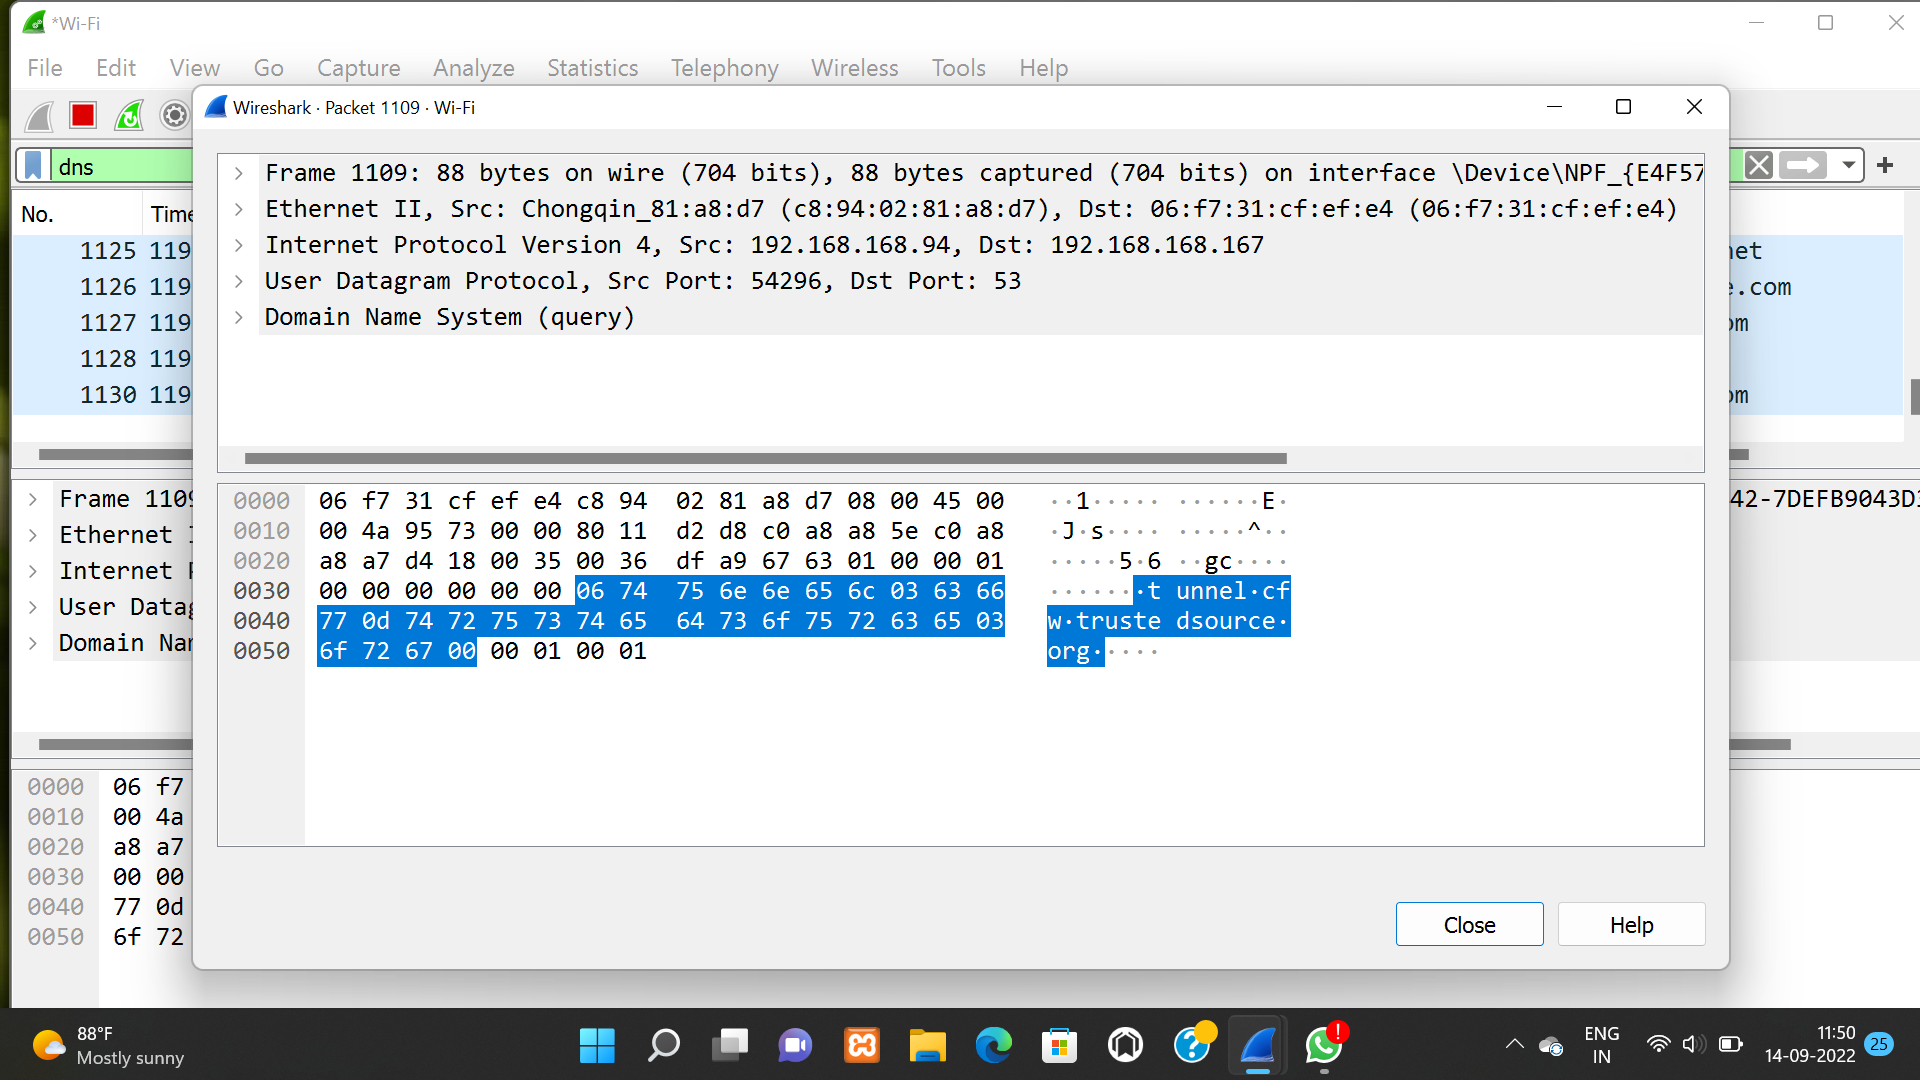 *Wi-Fi
File Edit View Go Capture Analyze Statistics Telephony Wireless Tools Help
Wireshark · Packet 1109 · Wi-Fi
dns
No. Time
1125 119
1126 119
1127 119
1128 119
1130 119
net
e.com
om
om
Frame 1109: 88 bytes on wire (704 bits), 88 bytes captured (704 bits) on interface \Device\NPF_{E4F57
Ethernet II, Src: Chongqin_81:a8:d7 (c8:94:02:81:a8:d7), Dst: 06:f7:31:cf:ef:e4 (06:f7:31:cf:ef:e4)
Internet Protocol Version 4, Src: 192.168.168.94, Dst: 192.168.168.167
User Datagram Protocol, Src Port: 54296, Dst Port: 53
Domain Name System (query)
0000 06 f7 31 cf ef e4 c8 94 02 81 a8 d7 08 00 45 00 ··1····· ······E·
0010 00 4a 95 73 00 00 80 11 d2 d8 c0 a8 a8 5e c0 a8 ·J·s···· ·····^··
0020 a8 a7 d4 18 00 35 00 36 df a9 67 63 01 00 00 01 ·····5·6 ··gc····
0030 00 00 00 00 00 00 06 74 75 6e 6e 65 6c 03 63 66 ·······t unnel·cf
0040 77 0d 74 72 75 73 74 65 64 73 6f 75 72 63 65 03 w·truste dsource·
0050 6f 72 67 00 00 01 00 01 org·····
Frame 1109
Ethernet
Internet
User Datag
Domain Nam
42-7DEFB9043D
0000 06 f7
0010 00 4a
0020 a8 a7
0030 00 00
0040 77 0d
0050 6f 72
Close Help
88°F
Mostly sunny
ENG
IN
11:50
14-09-2022
25